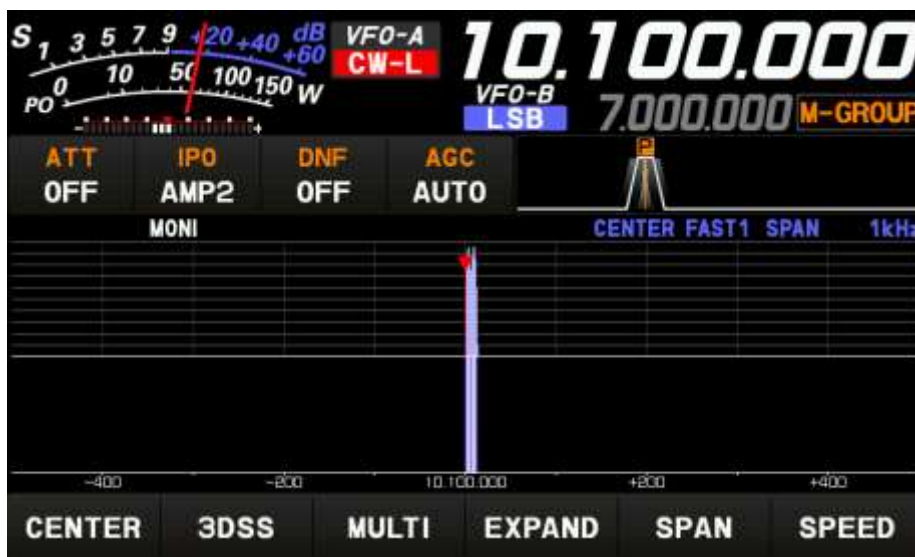 S 1 3 5 7 9 +20 +40 +60 dB
VFO-A
CW-L
10.100.000
PO 0 10 50 100 150 W
VFO-B
LSB
7.000.000
M-GROUP
- +
ATT IPO DNF AGC
OFF AMP2 OFF AUTO
P
MONI
CENTER FAST1 SPAN 1kHz
-400 -200 10.100.000 +200 +400
CENTER 3DSS MULTI EXPAND SPAN SPEED